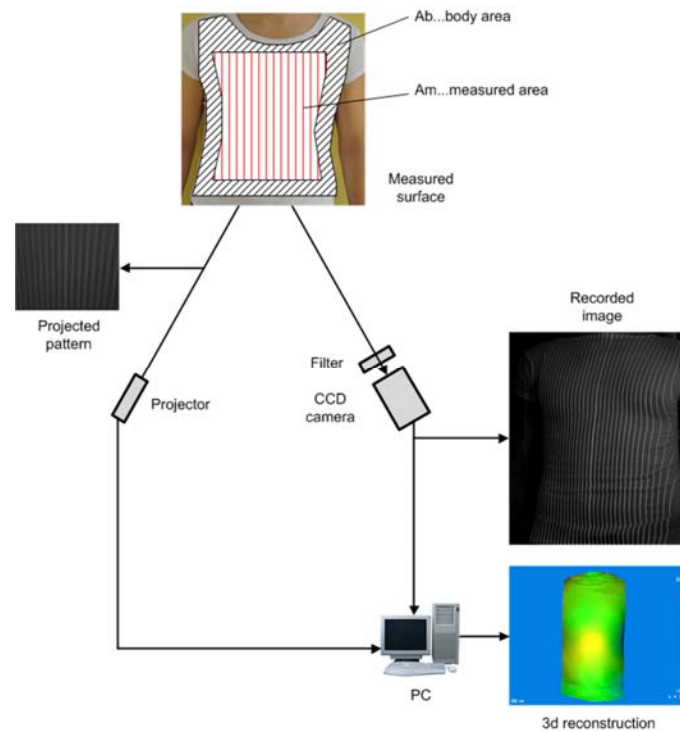 Ab...body area
Am...measured area
Measured
surface
Projected
pattern
Recorded
image
Filter
Projector
CCD
camera
PC
3d reconstruction